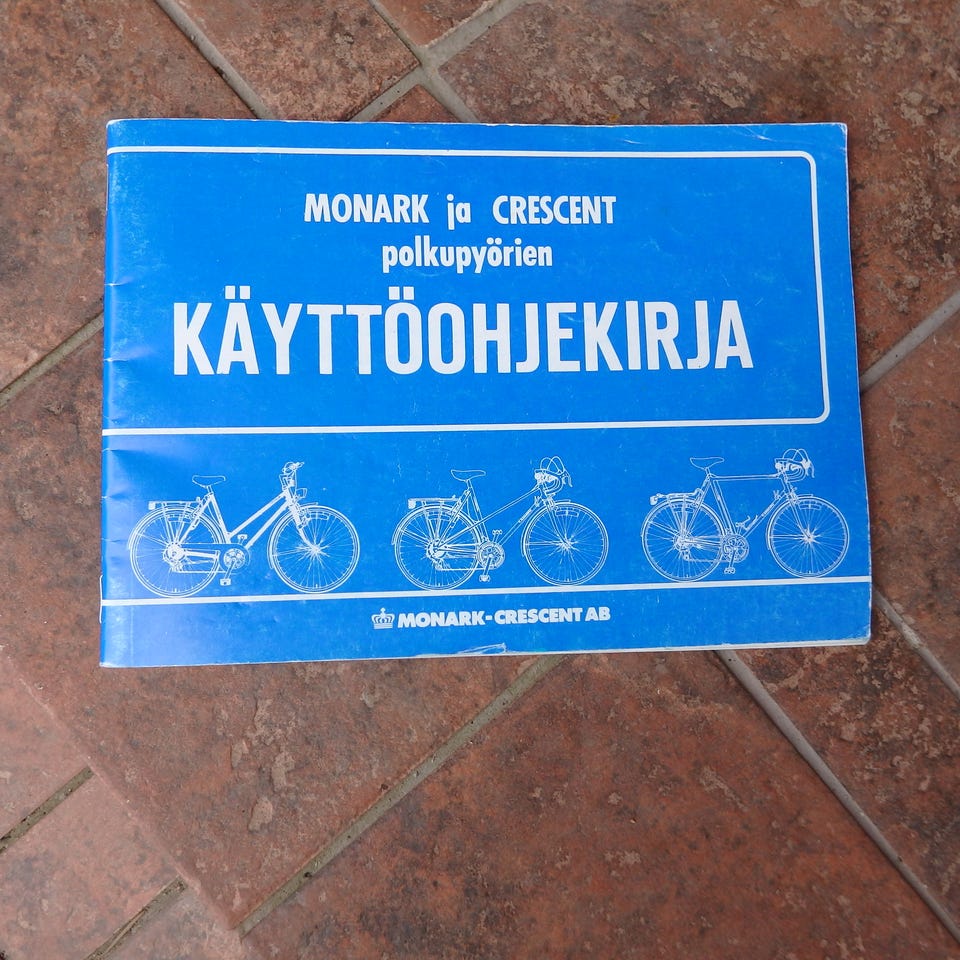 MONARK ja CRESCENT
polkupyörien
KÄYTTÖOHJEKIRJA
MONARK-CRESCENT AB